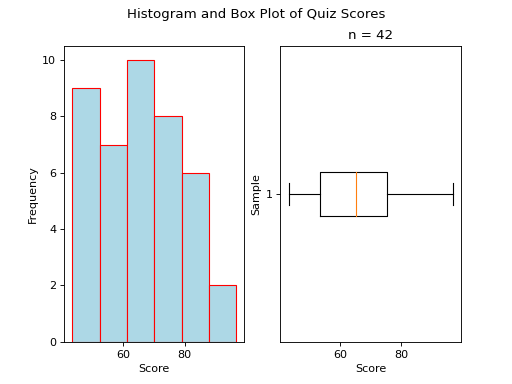 Histogram and Box Plot of Quiz Scores
10
8
6
4
2
0
Frequency
60 80
Score
n = 42
Sample
1
60 80
Score